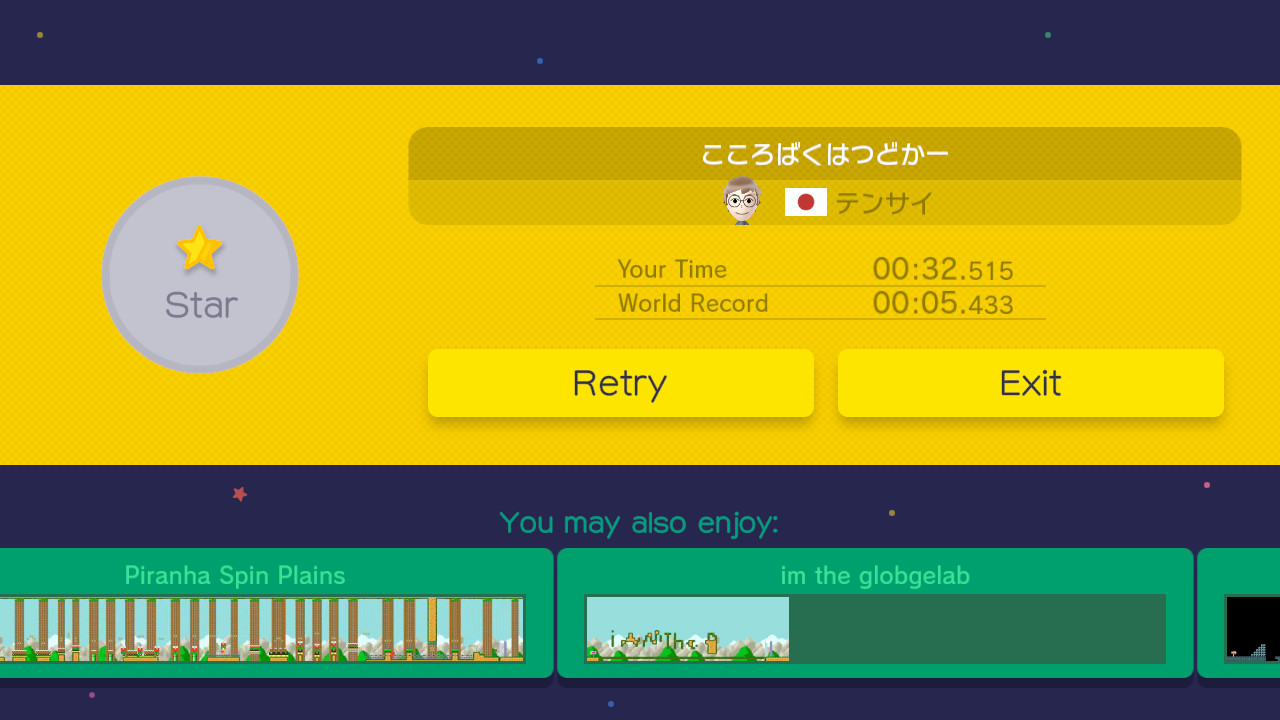 こころばくはつどかー
テンサイ
Star
Your Time 00:32.515
World Record 00:05.433
Retry
Exit
You may also enjoy:
Piranha Spin Plains
im the globgelab